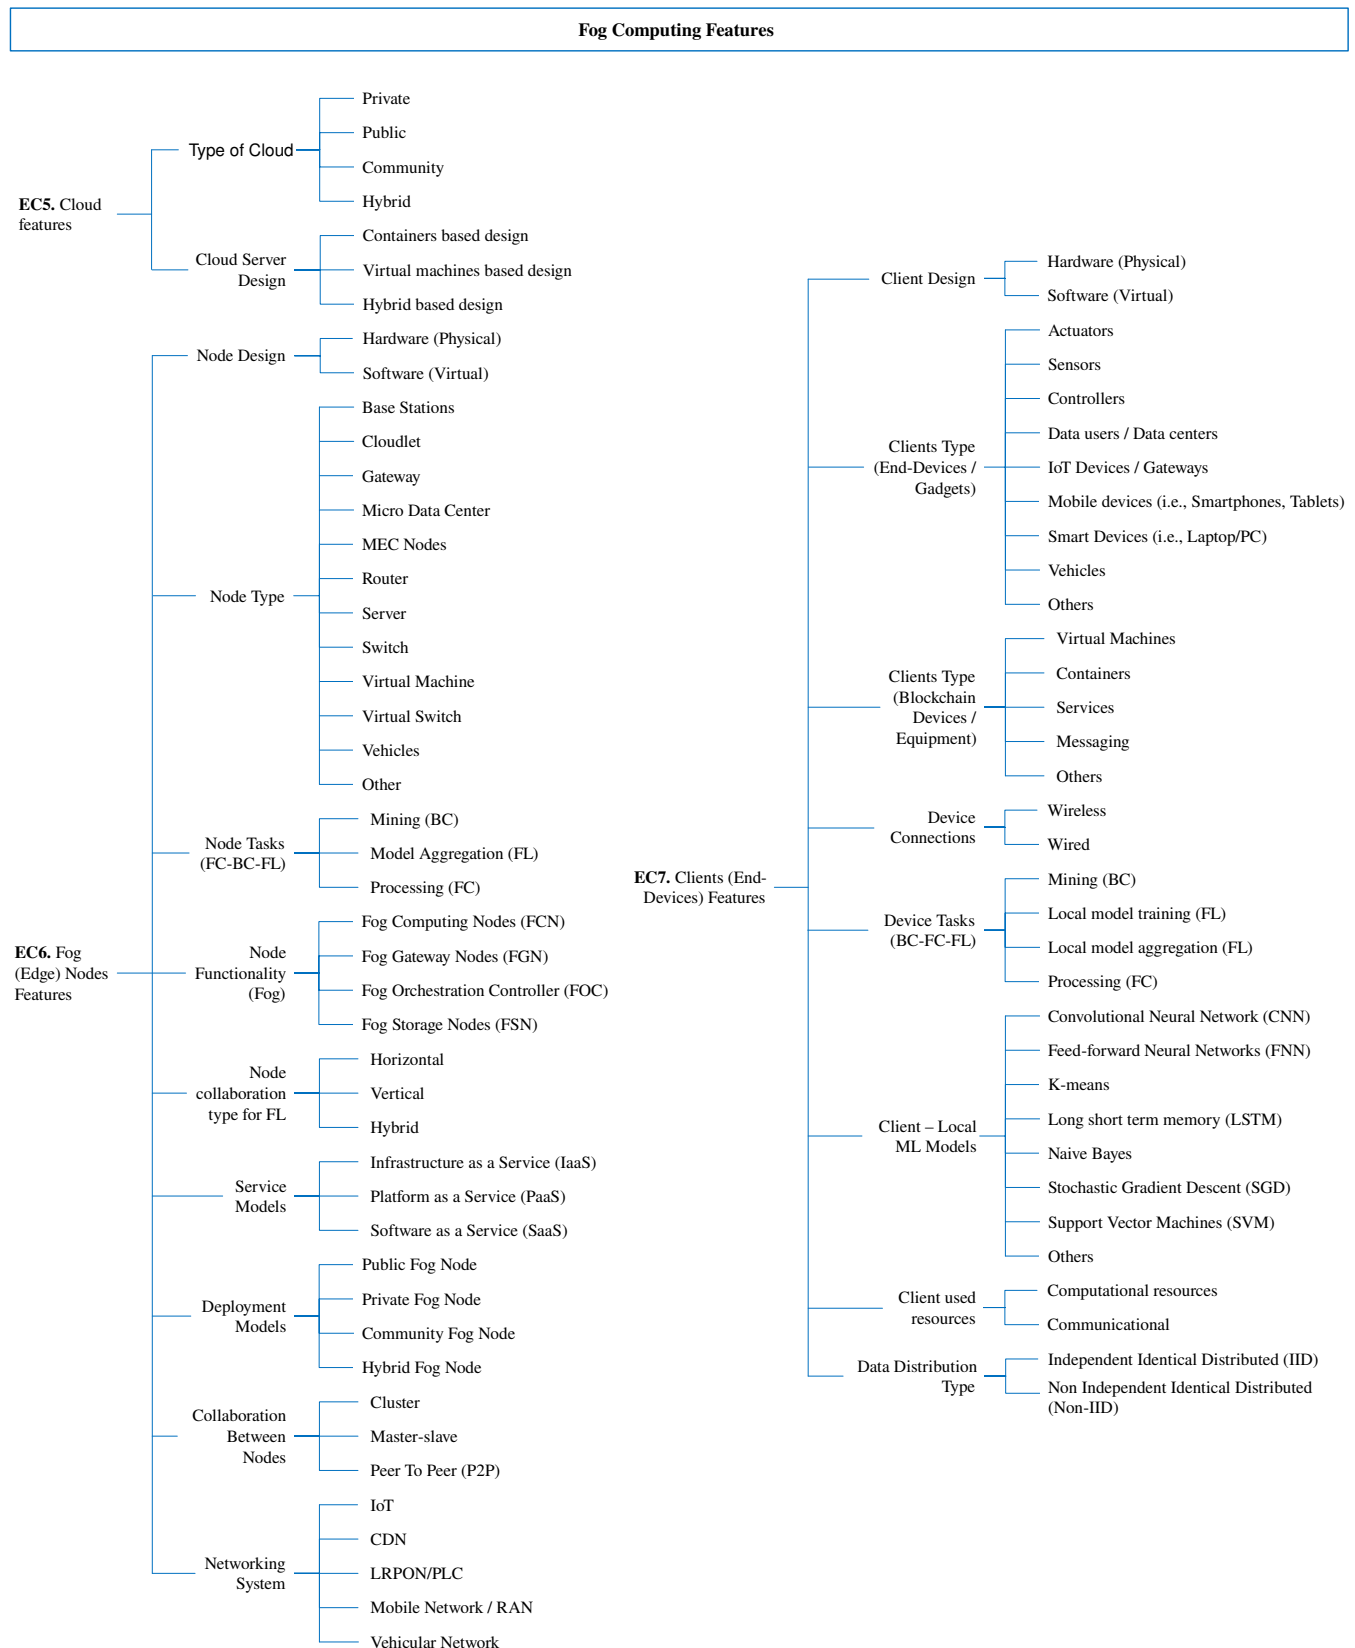 Fog Computing Features
EC5. Cloud
features
Type of Cloud
Private
Public
Community
Hybrid
Cloud Server
Design
Containers based design
Virtual machines based design
Hybrid based design
EC6. Fog
(Edge) Nodes
Features
Node Design
Hardware (Physical)
Software (Virtual)
Node Type
Base Stations
Cloudlet
Gateway
Micro Data Center
MEC Nodes
Router
Server
Switch
Virtual Machine
Virtual Switch
Vehicles
Other
Node Tasks
(FC-BC-FL)
Mining (BC)
Model Aggregation (FL)
Processing (FC)
Node
Functionality
(Fog)
Fog Computing Nodes (FCN)
Fog Gateway Nodes (FGN)
Fog Orchestration Controller (FOC)
Fog Storage Nodes (FSN)
Node
collaboration
type for FL
Horizontal
Vertical
Hybrid
Service
Models
Infrastructure as a Service (IaaS)
Platform as a Service (PaaS)
Software as a Service (SaaS)
Deployment
Models
Public Fog Node
Private Fog Node
Community Fog Node
Hybrid Fog Node
Collaboration
Between
Nodes
Cluster
Master-slave
Peer To Peer (P2P)
Networking
System
IoT
CDN
LRPON/PLC
Mobile Network / RAN
Vehicular Network
EC7. Clients (End-
Devices) Features
Client Design
Hardware (Physical)
Software (Virtual)
Clients Type
(End-Devices /
Gadgets)
Actuators
Sensors
Controllers
Data users / Data centers
IoT Devices / Gateways
Mobile devices (i.e., Smartphones, Tablets)
Smart Devices (i.e., Laptop/PC)
Vehicles
Others
Clients Type
(Blockchain
Devices /
Equipment)
Virtual Machines
Containers
Services
Messaging
Others
Device
Connections
Wireless
Wired
Device Tasks
(BC-FC-FL)
Mining (BC)
Local model training (FL)
Local model aggregation (FL)
Processing (FC)
Client – Local
ML Models
Convolutional Neural Network (CNN)
Feed-forward Neural Networks (FNN)
K-means
Long short term memory (LSTM)
Naive Bayes
Stochastic Gradient Descent (SGD)
Support Vector Machines (SVM)
Others
Client used
resources
Computational resources
Communicational
Data Distribution
Type
Independent Identical Distributed (IID)
Non Independent Identical Distributed
(Non-IID)